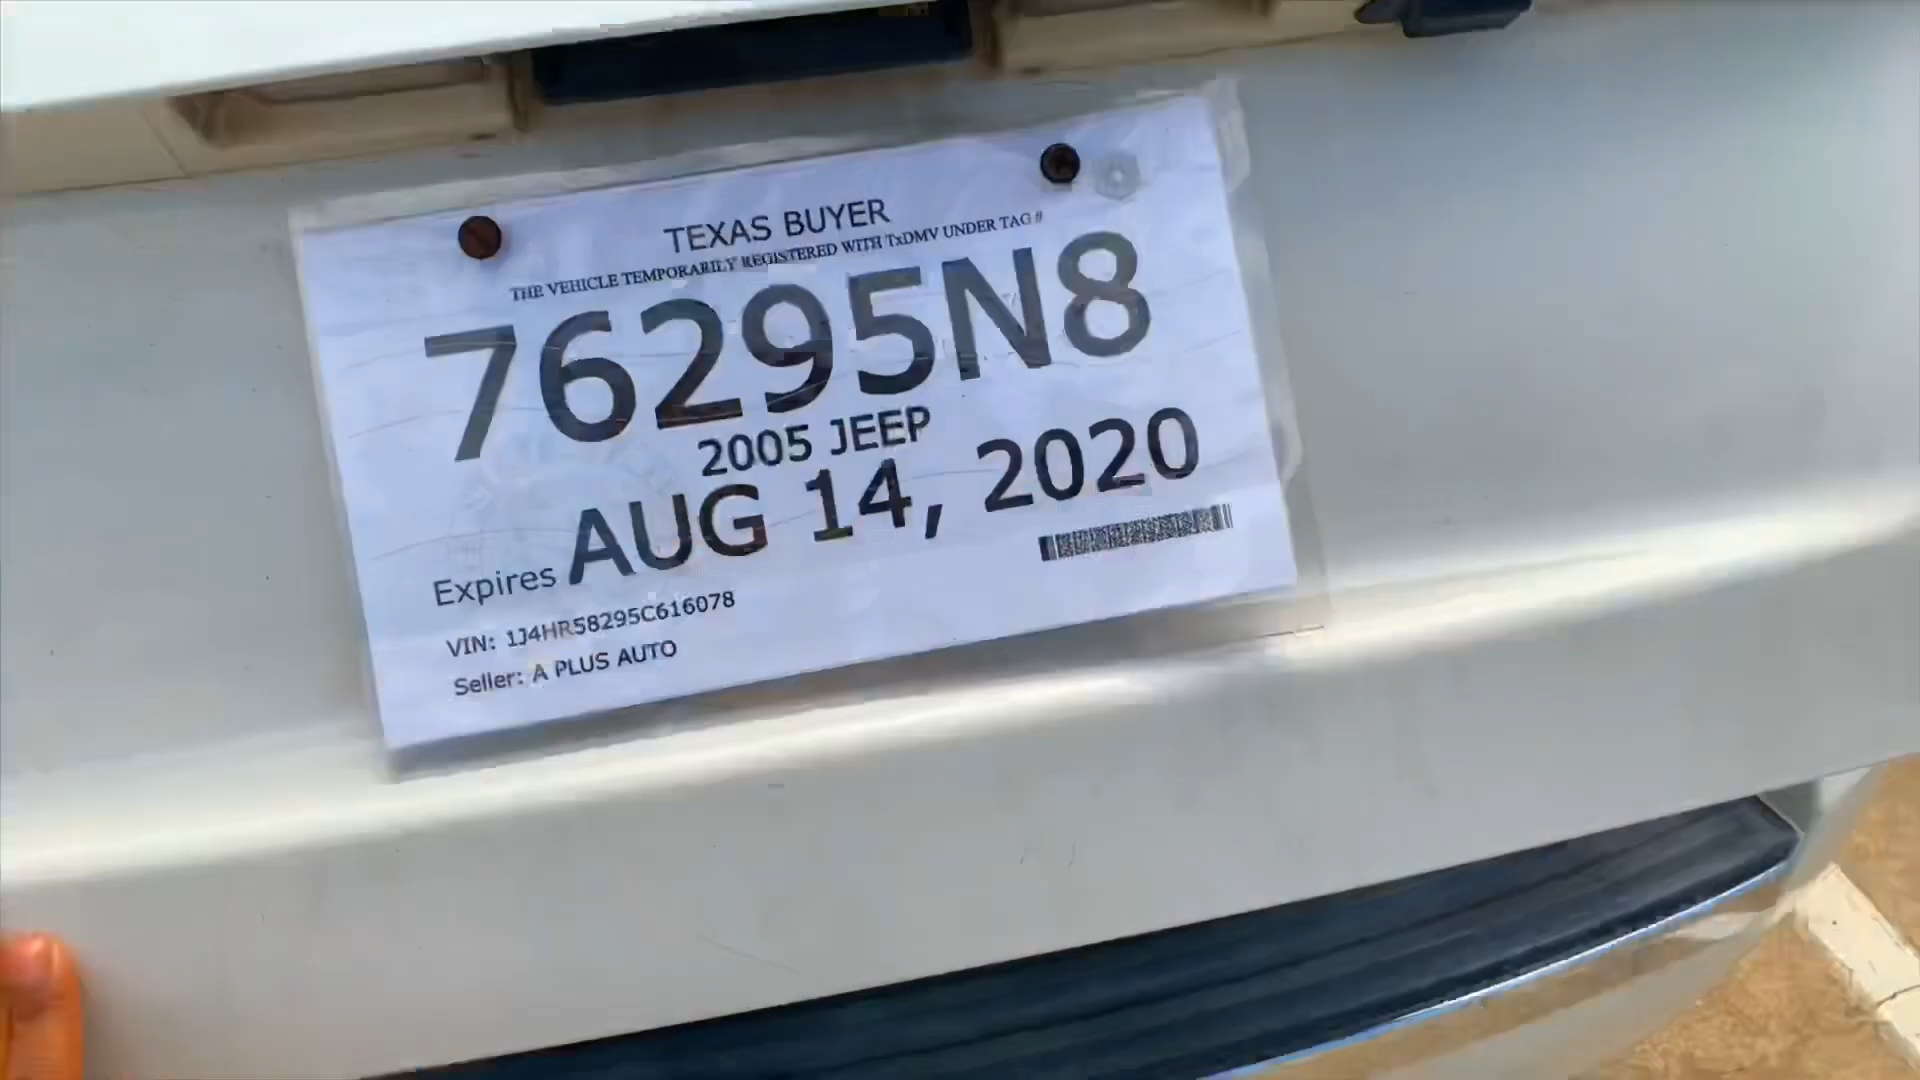 TEXAS BUYER
THE VEHICLE TEMPORARILY REGISTERED WITH TxDMV UNDER TAG #
76295N8
2005 JEEP
Expires AUG 14, 2020
VIN: 1J4HR58295C616078
Seller: A PLUS AUTO